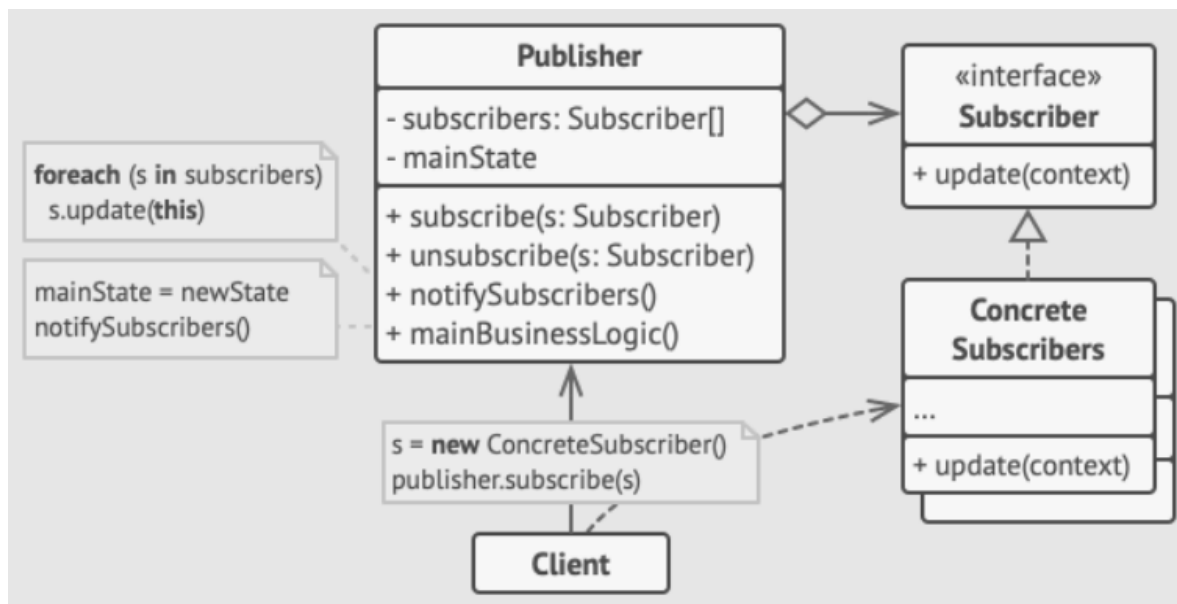 Publisher
- subscribers: Subscriber[]
- mainState
+ subscribe(s: Subscriber)
+ unsubscribe(s: Subscriber)
+ notifySubscribers()
+ mainBusinessLogic()
«interface»
Subscriber
+ update(context)
foreach (s in subscribers)
s.update(this)
mainState = newState
notifySubscribers()
Concrete
Subscribers
...
+ update(context)
s = new ConcreteSubscriber()
publisher.subscribe(s)
Client